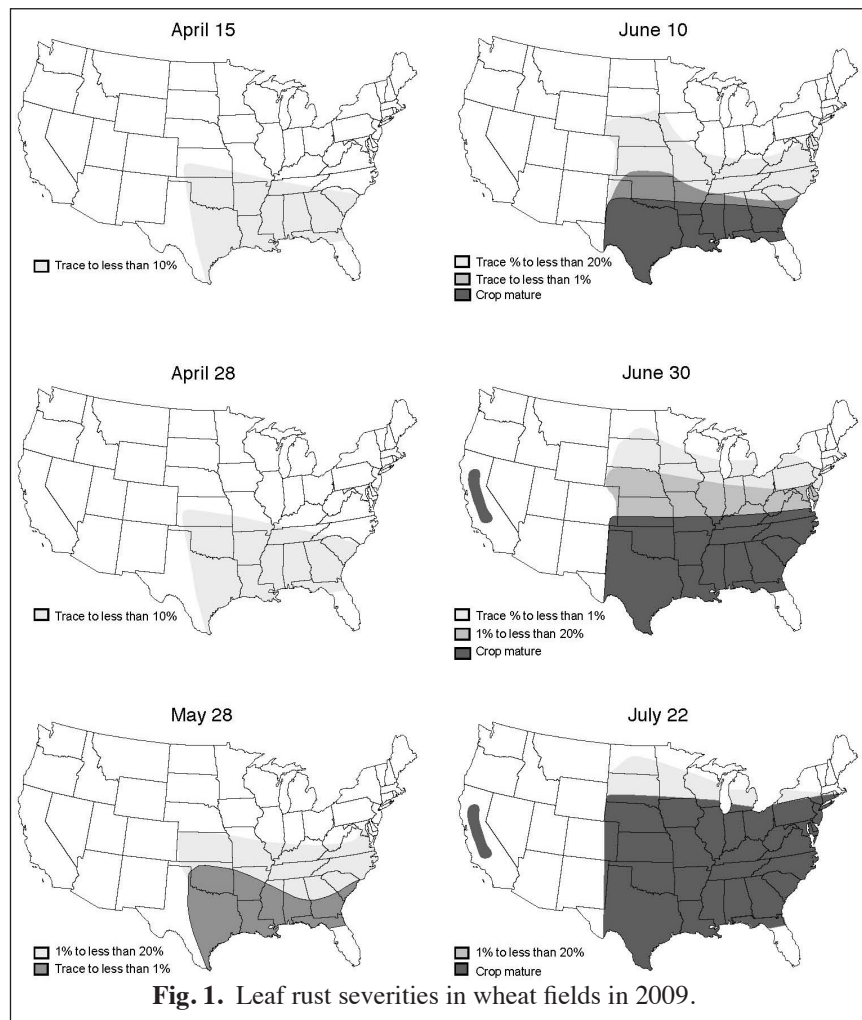 April 15
Trace to less than 10%
April 28
Trace to less than 10%
May 28
1% to less than 20%
Trace to less than 1%
June 10
Trace % to less than 20%
Trace to less than 1%
Crop mature
June 30
Trace % to less than 1%
1% to less than 20%
Crop mature
July 22
1% to less than 20%
Crop mature
Fig. 1. Leaf rust severities in wheat fields in 2009.